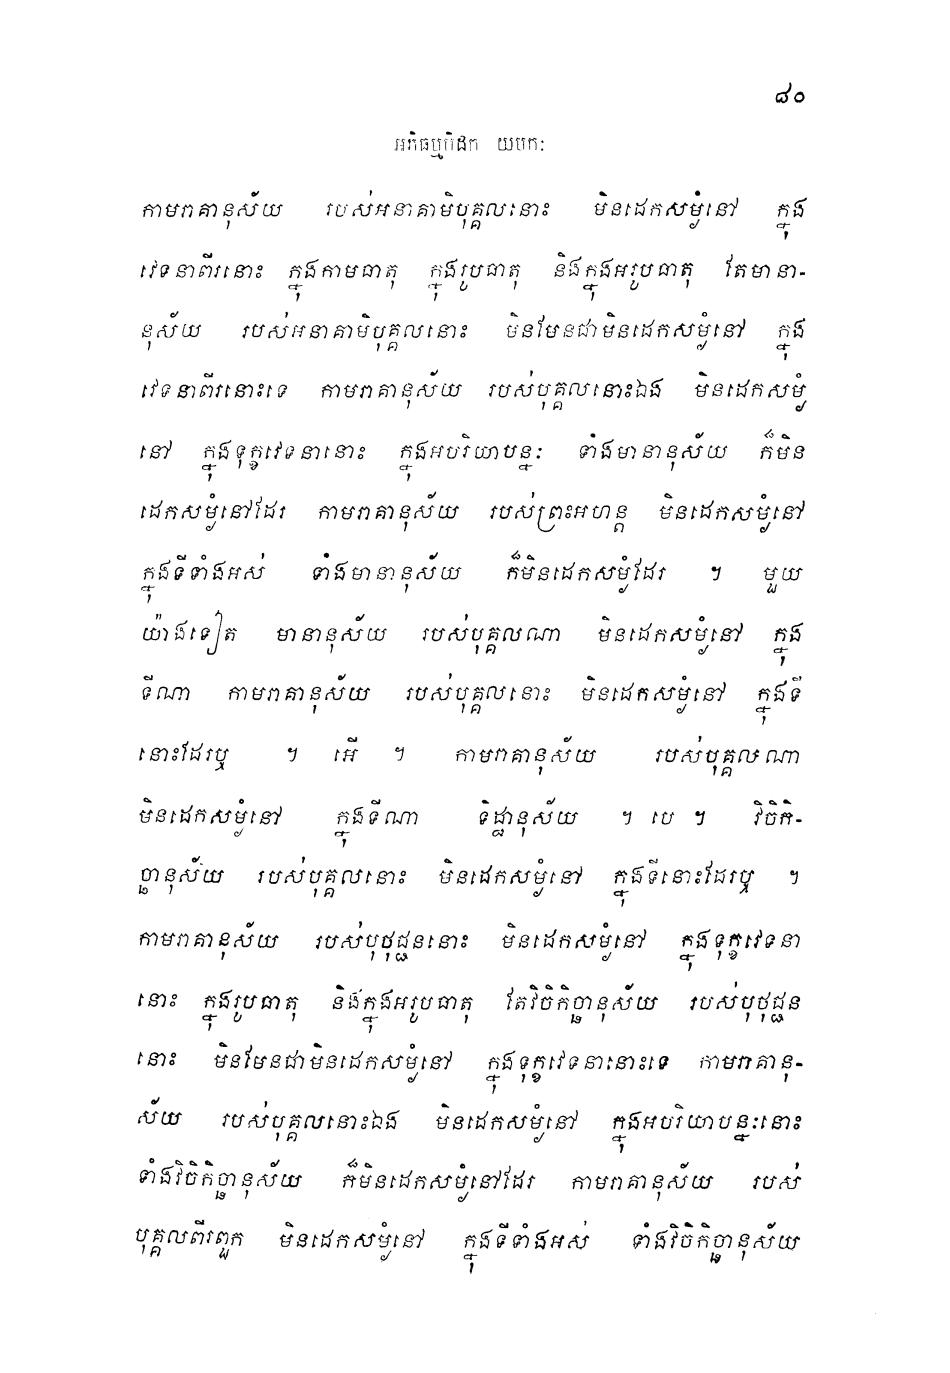 ៨០
អភិធម្មបិដក យមកៈ
កាមរាគានុស័យ របស់អនាគាមិបុគ្គលនោះ មិនដេកសម្ងំនៅ ក្នុង
វេទនាពីរនោះ ក្នុងកាមធាតុ ក្នុងរូបធាតុ និងក្នុងអរូបធាតុ តែមានា-
នុស័យ របស់អនាគាមិបុគ្គលនោះ មិនមែនជាមិនដេកសម្ងំនៅ ក្នុង
វេទនាពីរនោះទេ កាមរាគានុស័យ របស់បុគ្គលនោះឯង មិនដេកសម្ងំ
នៅ ក្នុងទុក្ខវេទនានោះ ក្នុងអបរិយាបន្នៈ ទាំងមានានុស័យ ក៏មិន
ដេកសម្ងំនៅដែរ កាមរាគានុស័យ របស់ព្រះអរហន្ត មិនដេកសម្ងំនៅ
ក្នុងទីទាំងអស់ ទាំងមានានុស័យ ក៏មិនដេកសម្ងំដែរ ។ មួយ
យ៉ាងទៀត មានានុស័យ របស់បុគ្គលណា មិនដេកសម្ងំនៅ ក្នុង
ទីណា កាមរាគានុស័យ របស់បុគ្គលនោះ មិនដេកសម្ងំនៅ ក្នុងទី
នោះដែរឬ ។ អើ ។ កាមរាគានុស័យ របស់បុគ្គលណា
មិនដេកសម្ងំនៅ ក្នុងទីណា ទិដ្ឋានុស័យ ។ បេ ។ វិចិកិ-
ច្ឆានុស័យ របស់បុគ្គលនោះ មិនដេកសម្ងំនៅ ក្នុងទីនោះដែរឬ ។
កាមរាគានុស័យ របស់បុថុជ្ជននោះ មិនដេកសម្ងំនៅ ក្នុងទុក្ខវេទនា
នោះ ក្នុងរូបធាតុ និងក្នុងអរូបធាតុ តែវិចិកិច្ឆានុស័យ របស់បុថុជ្ជន
នោះ មិនមែនជាមិនដេកសម្ងំនៅ ក្នុងទុក្ខវេទនានោះទេ កាមរាគានុ-
ស័យ របស់បុគ្គលនោះឯង មិនដេកសម្ងំនៅ ក្នុងអបរិយាបន្នៈនោះ
ទាំងវិចិកិច្ឆានុស័យ ក៏មិនដេកសម្ងំនៅដែរ កាមរាគានុស័យ របស់
បុគ្គលពីរពួក មិនដេកសម្ងំនៅ ក្នុងទីទាំងអស់ ទាំងវិចិកិច្ឆានុស័យ